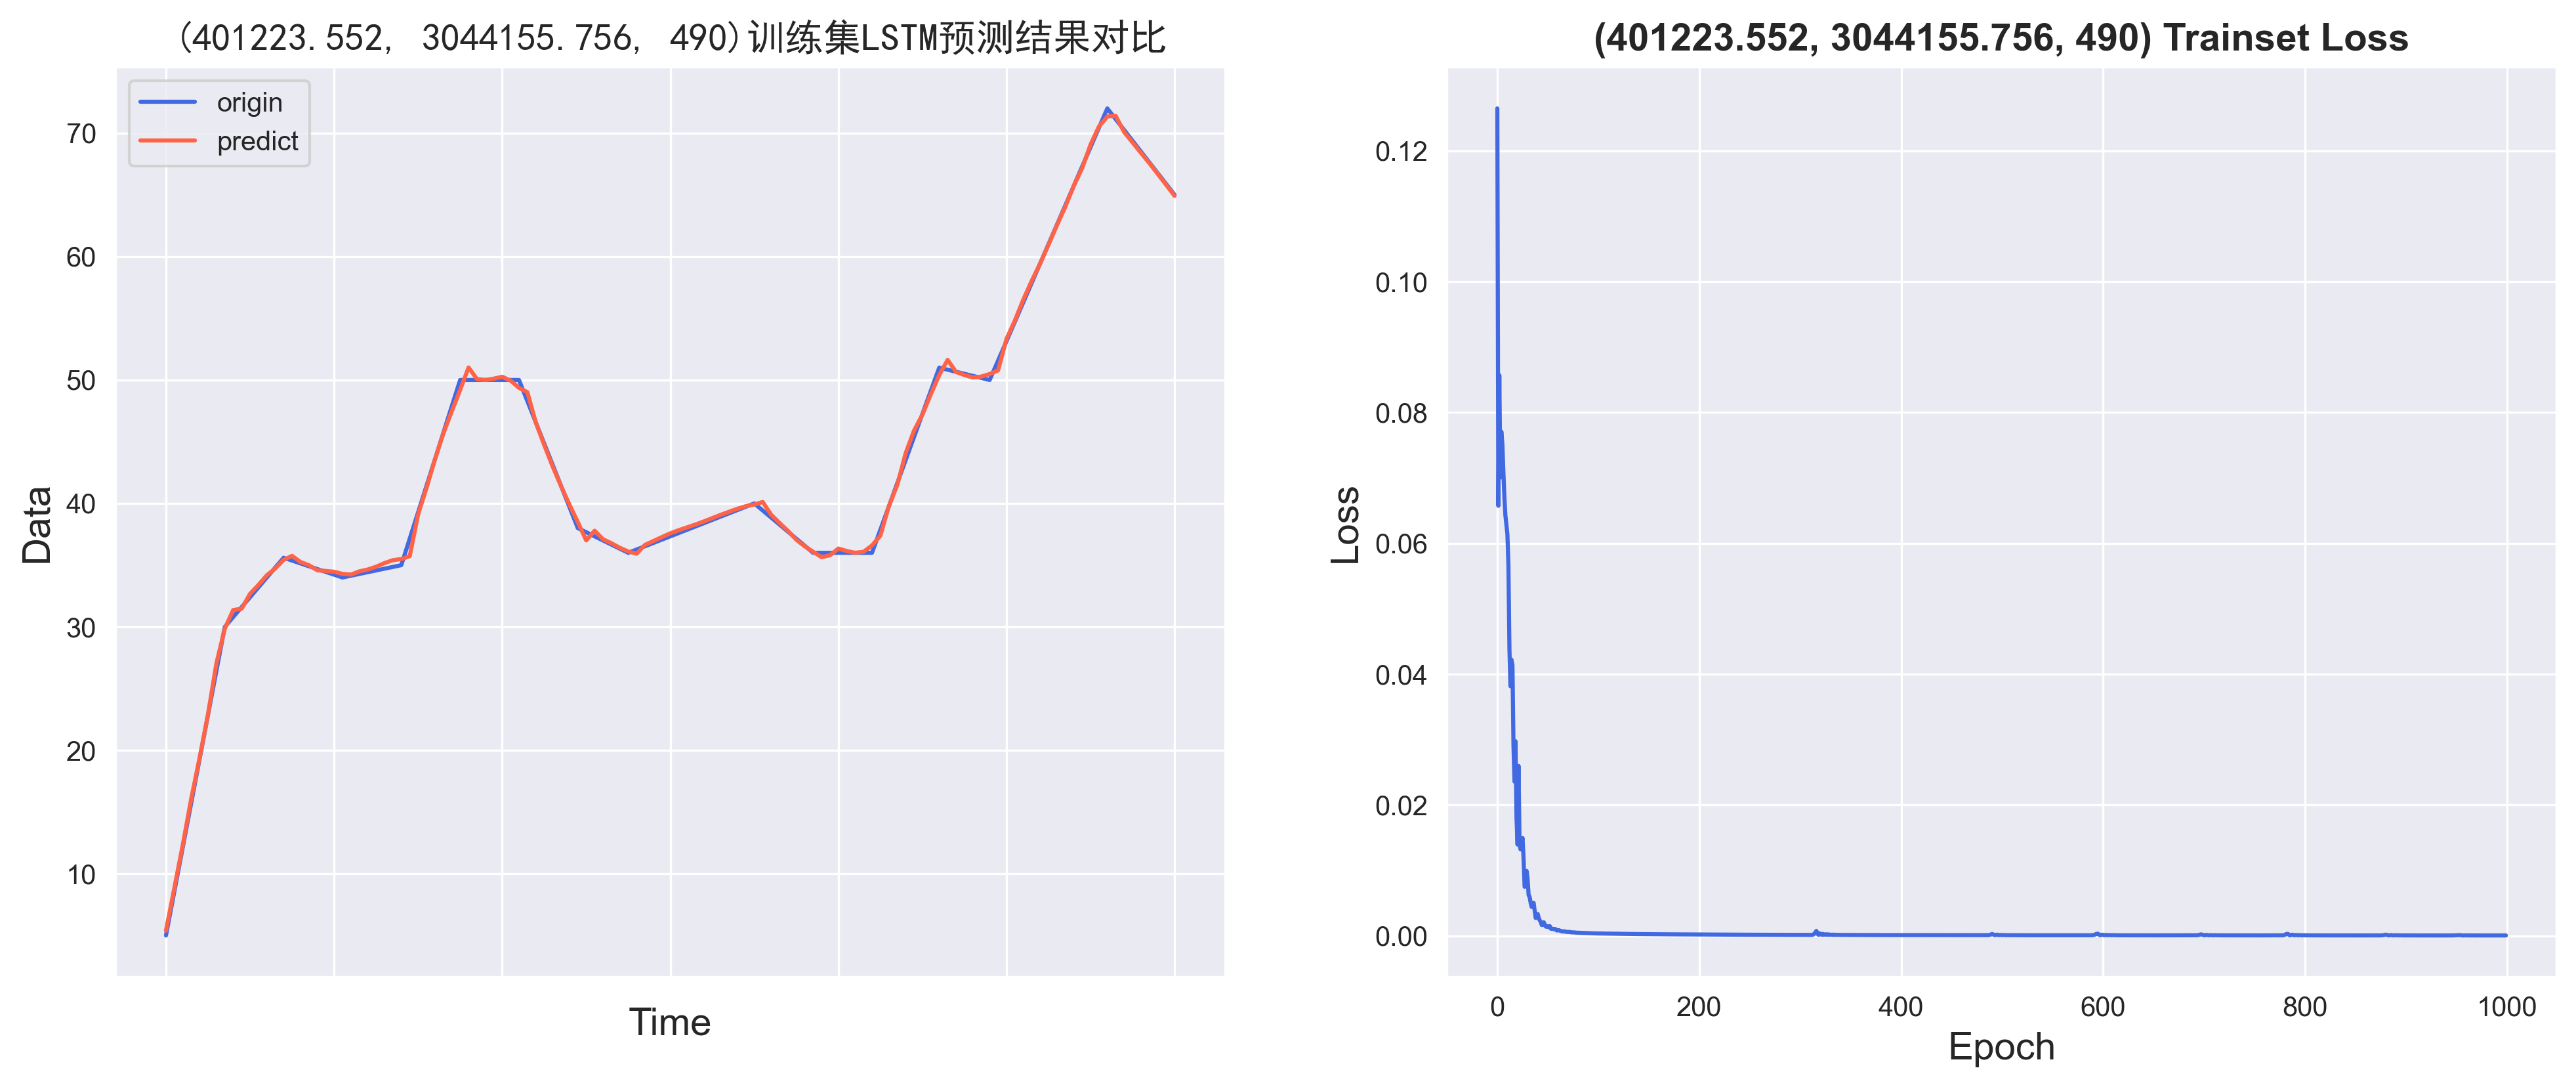 (401223.552, 3044155.756, 490)训练集LSTM预测结果对比
origin
predict
70
60
50
40
30
20
10
Data
Time
(401223.552, 3044155.756, 490) Trainset Loss
0.12
0.10
0.08
0.06
0.04
0.02
0.00
Loss
0 200 400 600 800 1000
Epoch